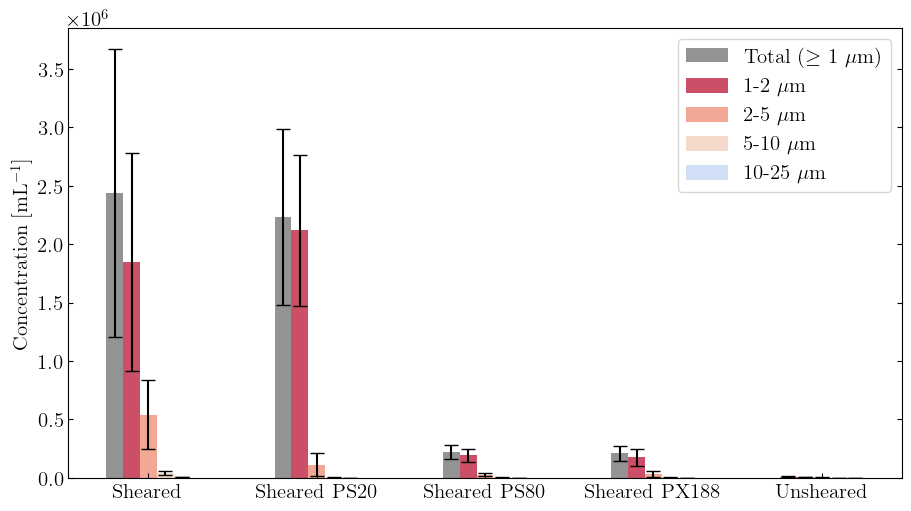 ×10⁶
3.5
3.0
2.5
2.0
1.5
1.0
0.5
0.0
Concentration [mL⁻¹]
Total (≥ 1 μm)
1-2 μm
2-5 μm
5-10 μm
10-25 μm
Sheared
Sheared PS20
Sheared PS80
Sheared PX188
Unsheared